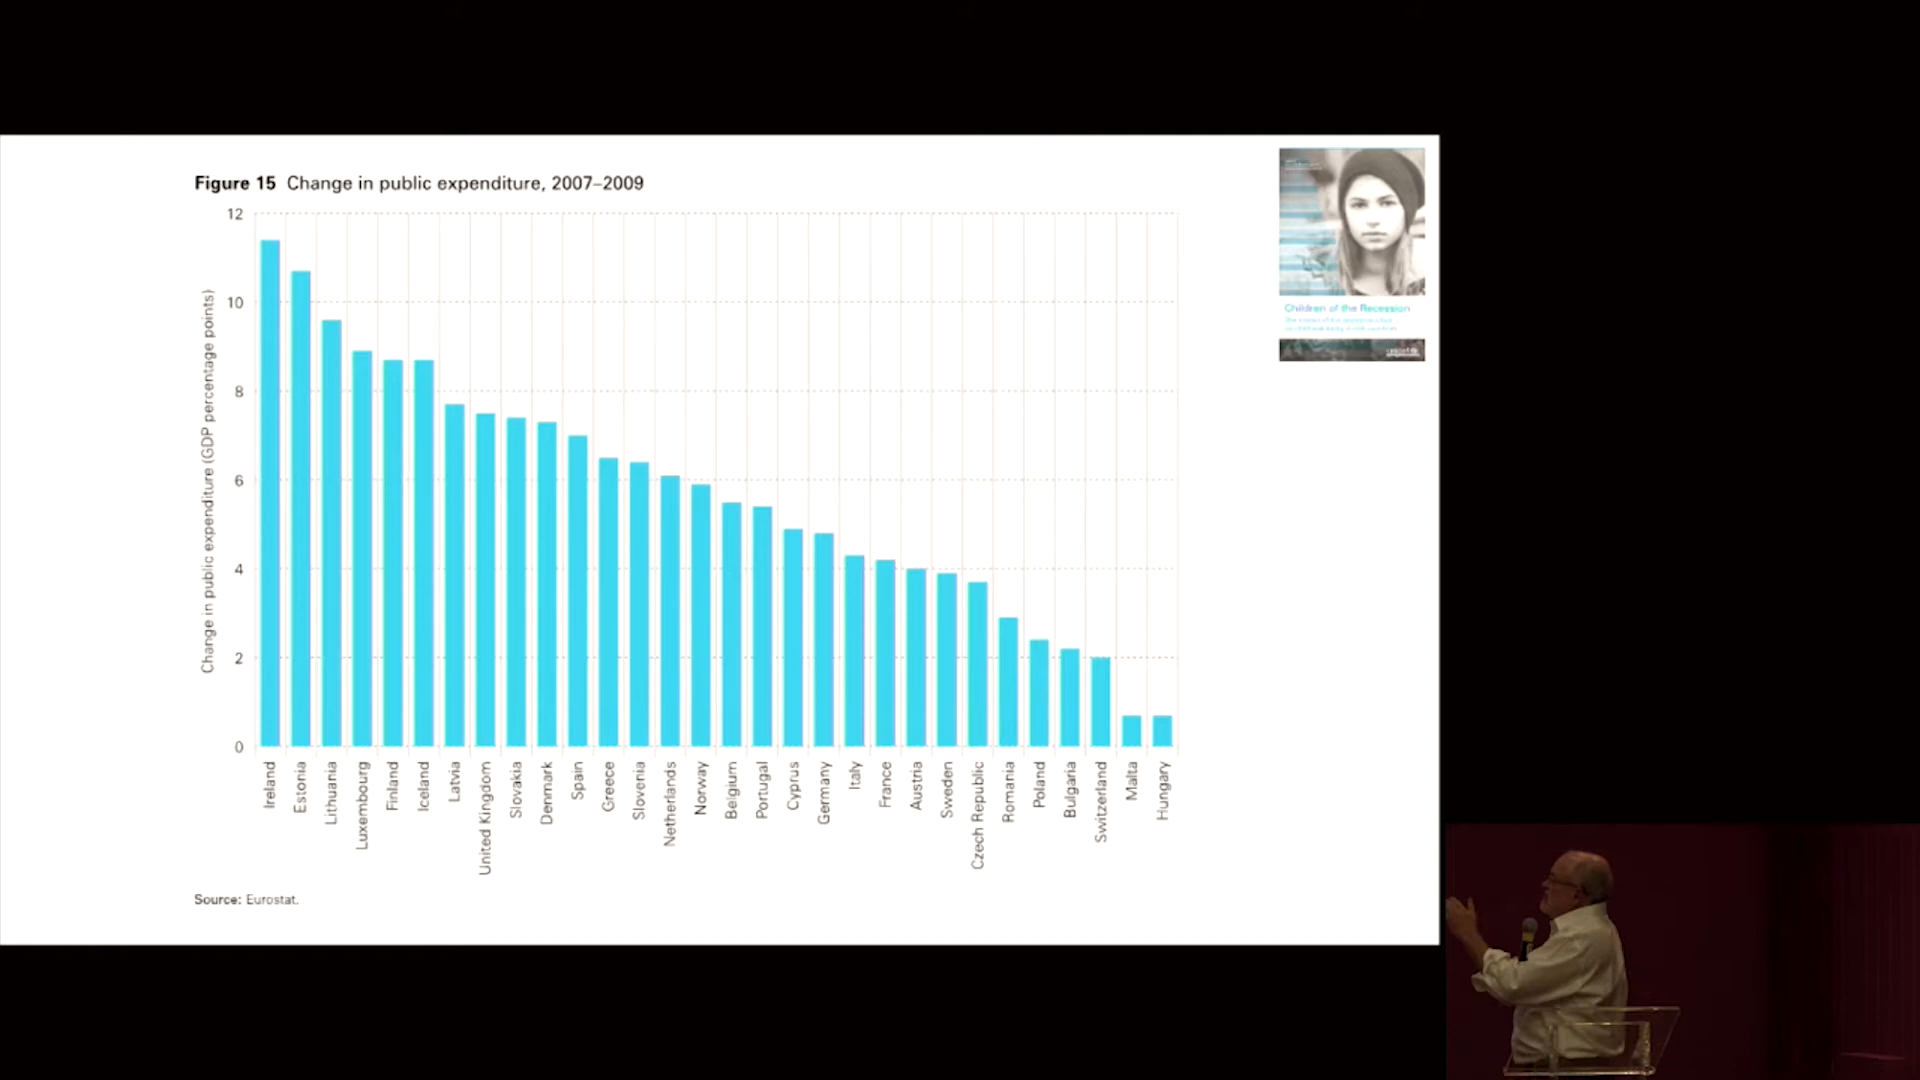 Figure 15 Change in public expenditure, 2007–2009
Change in public expenditure (GDP percentage points)
12
10
8
6
4
2
0
Ireland
Estonia
Lithuania
Luxembourg
Finland
Iceland
Latvia
United Kingdom
Slovakia
Denmark
Spain
Greece
Slovenia
Netherlands
Norway
Belgium
Portugal
Cyprus
Germany
Italy
France
Austria
Sweden
Czech Republic
Romania
Poland
Bulgaria
Switzerland
Malta
Hungary
Source: Eurostat.
Children of the Recession